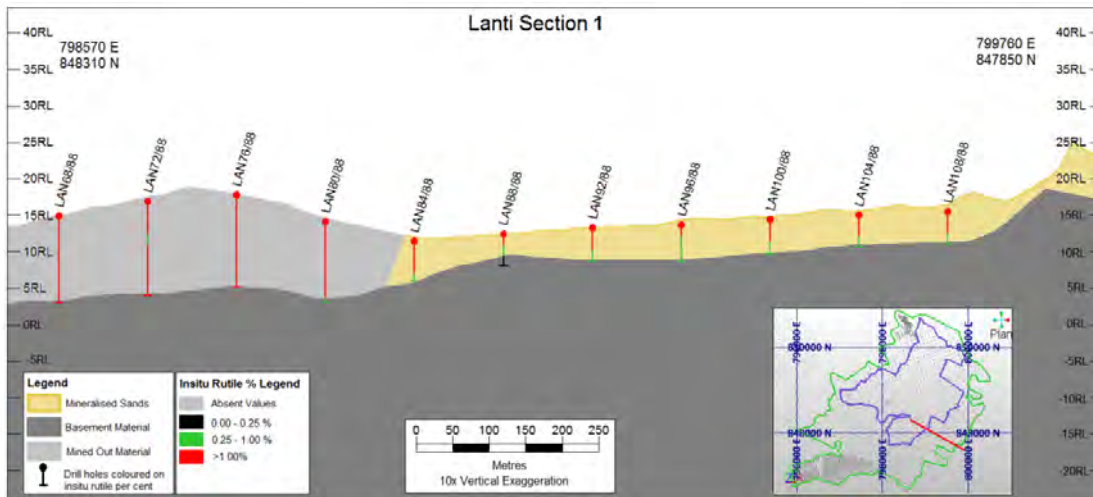 Lanti Section 1
40RL
35RL
30RL
25RL
20RL
15RL
10RL
5RL
0RL
-5RL
798570 E
848310 N
799760 E
847850 N
40RL
35RL
30RL
25RL
20RL
15RL
10RL
5RL
0RL
-5RL
-10RL
-15RL
-20RL
LAN68/88
LAN72/88
LAN76/88
LAN80/88
LAN84/88
LAN88/88
LAN92/88
LAN96/88
LAN100/88
LAN104/88
LAN108/88
Legend
Mineralised Sands
Basement Material
Mined Out Material
Drill holes coloured on
insitu rutile per cent
Insitu Rutile % Legend
Absent Values
0.00 - 0.25 %
0.25 - 1.00 %
>1.00%
0 50 100 150 200 250
Metres
10x Vertical Exaggeration
Plan